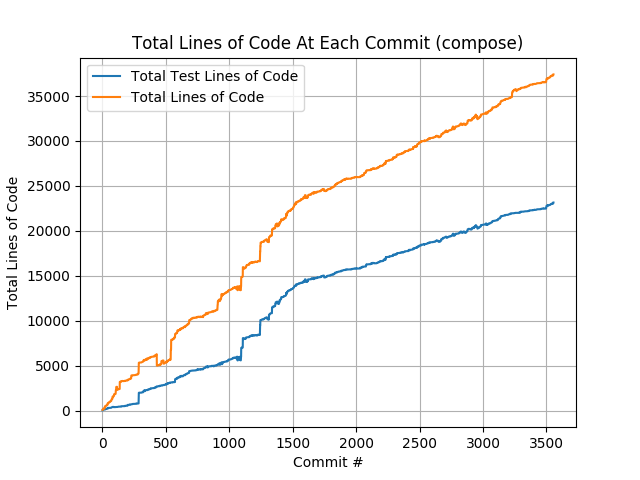 Total Lines of Code At Each Commit (compose)
Total Test Lines of Code
Total Lines of Code
Total Lines of Code
35000
30000
25000
20000
15000
10000
5000
0
0 500 1000 1500 2000 2500 3000 3500
Commit #